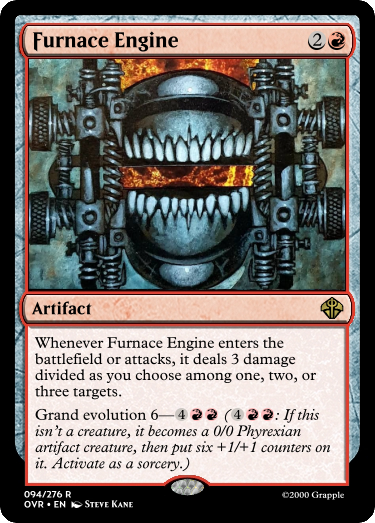 Furnace Engine 2
Artifact
Whenever Furnace Engine enters the
battlefield or attacks, it deals 3 damage
divided as you choose among one, two, or
three targets.
Grand evolution 6—4 (4: If this
isn't a creature, it becomes a 0/0 Phyrexian
artifact creature, then put six +1/+1 counters on
it. Activate as a sorcery.)
094/276 R
OVR • EN Steve Kane
©2000 Grapple